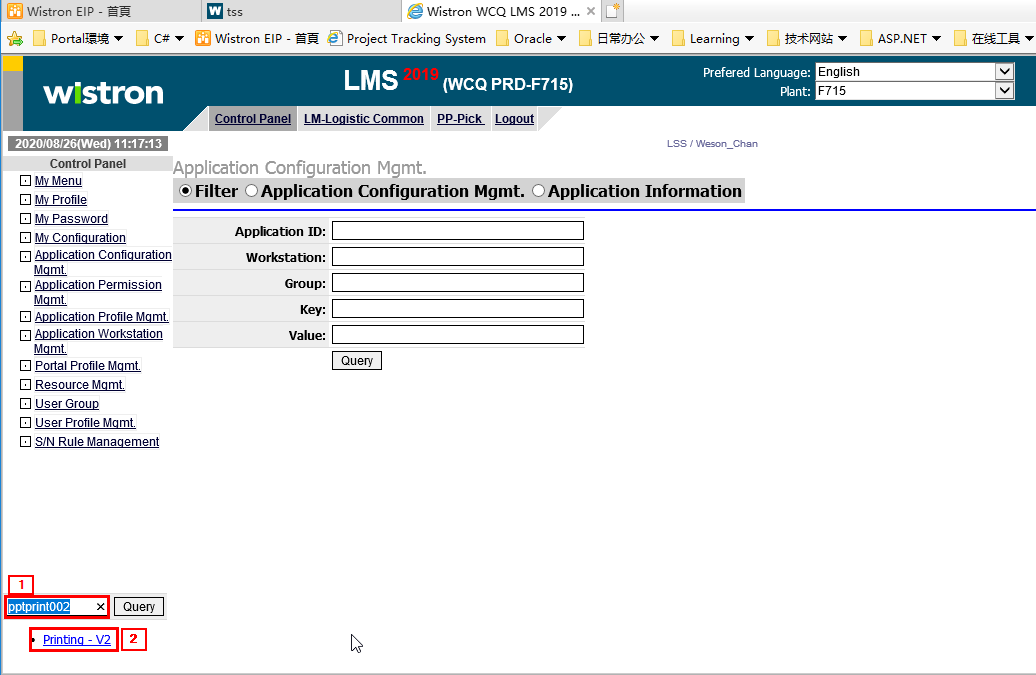 Wistron EIP - 首頁
W tss
Wistron WCQ LMS 2019 ...
Portal環境
C#
Wistron EIP - 首頁
Project Tracking System
Oracle
日常办公
Learning
技术网站
ASP.NET
在线工具
wistron
LMS 2019 (WCQ PRD-F715)
Prefered Language: English
Plant: F715
Control Panel LM-Logistic Common PP-Pick Logout
2020/08/26(Wed) 11:17:13
LSS / Weson_Chan
Control Panel
My Menu
My Profile
My Password
My Configuration
Application Configuration
Mgmt.
Application Permission
Mgmt.
Application Profile Mgmt.
Application Workstation
Mgmt.
Portal Profile Mgmt.
Resource Mgmt.
User Group
User Profile Mgmt.
S/N Rule Management
Application Configuration Mgmt.
Filter Application Configuration Mgmt. Application Information
Application ID:
Workstation:
Group:
Key:
Value:
Query
1
pptprint002 Query
Printing - V2 2